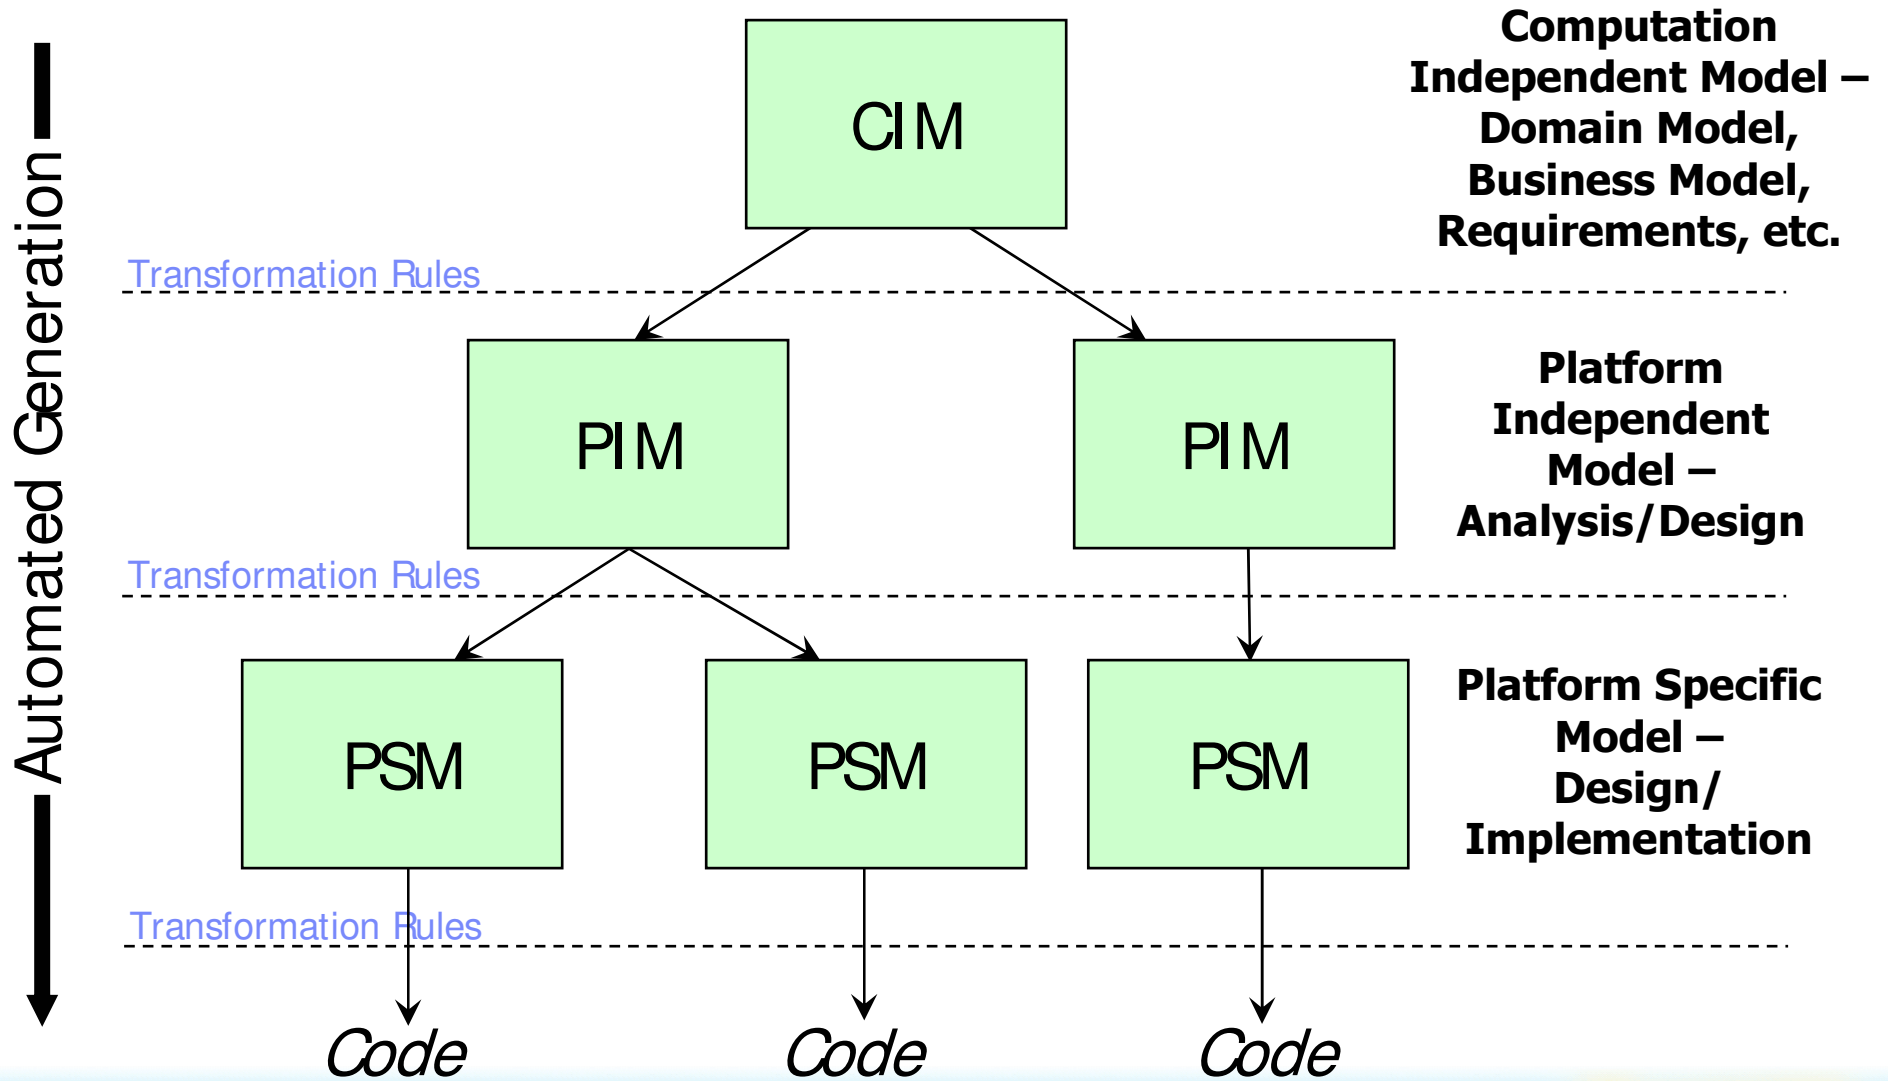 Computation
Independent Model –
Domain Model,
Business Model,
Requirements, etc.
CIM
Transformation Rules
Automated Generation
Platform
Independent
Model –
Analysis/Design
PIM
PIM
Transformation Rules
Platform Specific
Model –
Design/
Implementation
PSM
PSM
PSM
Transformation Rules
Code
Code
Code